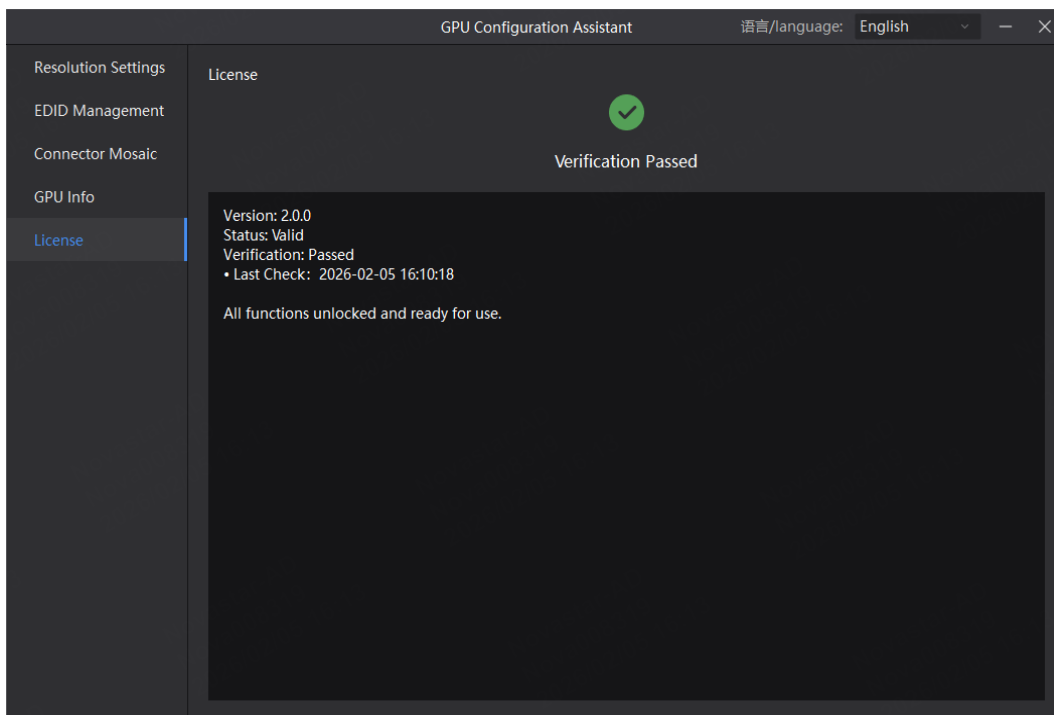 GPU Configuration Assistant
语言/language: English
Resolution Settings
EDID Management
Connector Mosaic
GPU Info
License
License
Verification Passed
Version: 2.0.0
Status: Valid
Verification: Passed
• Last Check：2026-02-05 16:10:18
All functions unlocked and ready for use.